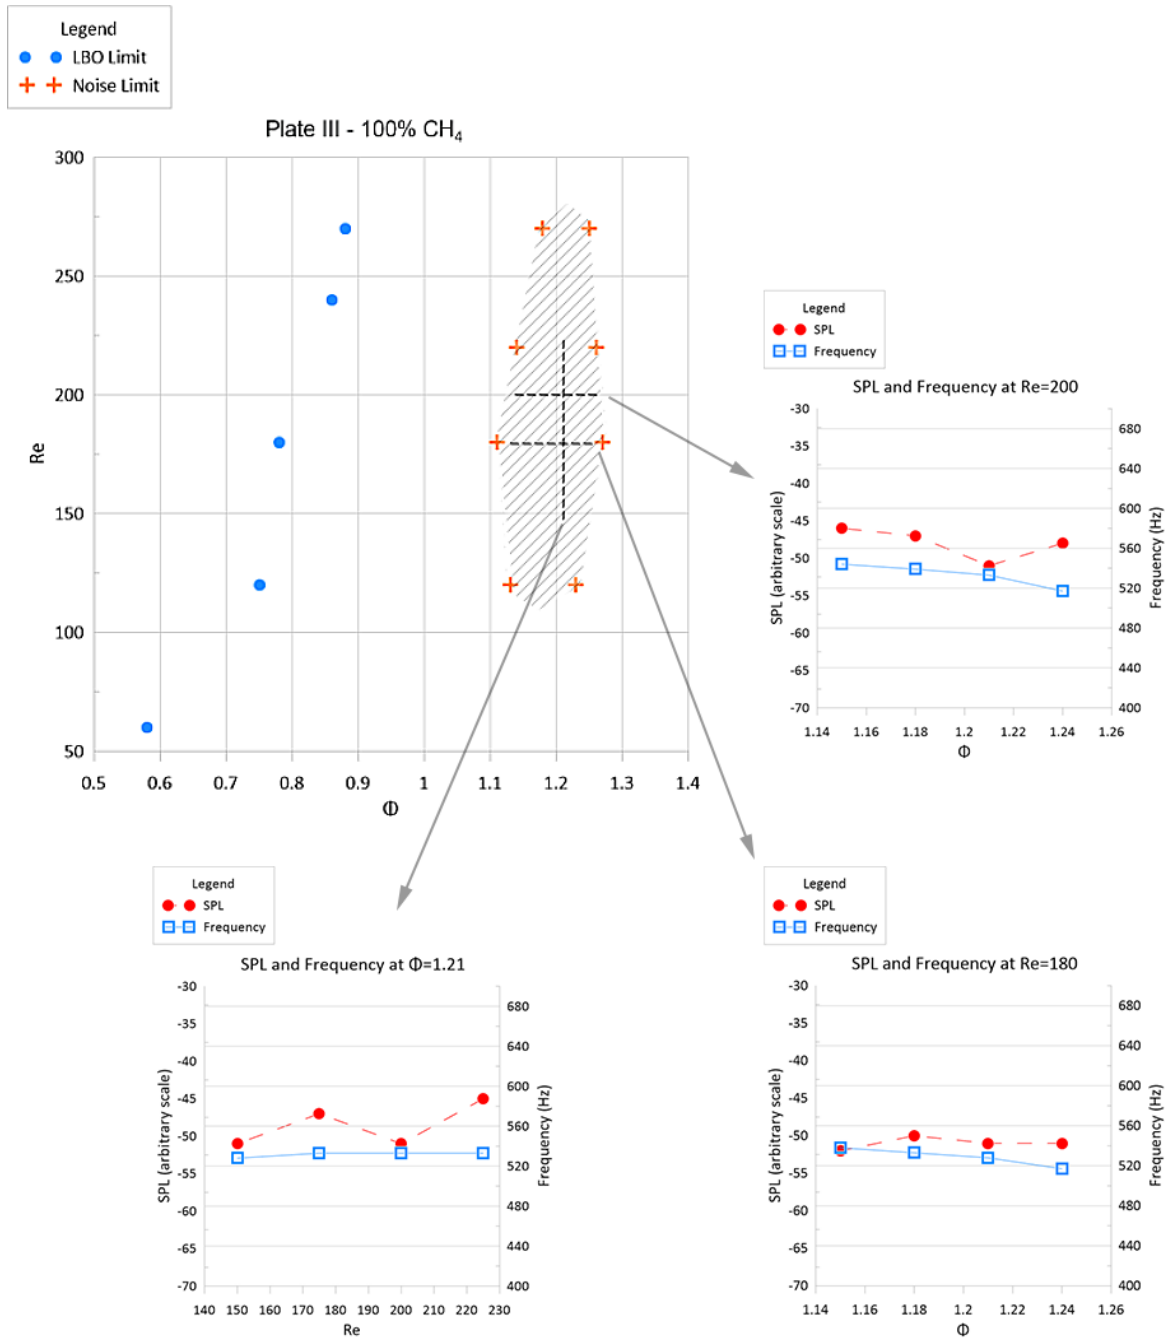 Legend
LBO Limit
Noise Limit
Plate III - 100% CH₄
300
250
200
150
100
50
Re
0.5 0.6 0.7 0.8 0.9 1 1.1 1.2 1.3 1.4
Φ
Legend
SPL
Frequency
SPL and Frequency at Re=200
-30
-35
-40
-45
-50
-55
-60
-65
-70
SPL (arbitrary scale)
680
640
600
560
520
480
440
400
Frequency (Hz)
1.14 1.16 1.18 1.2 1.22 1.24 1.26
Φ
Legend
SPL
Frequency
SPL and Frequency at Φ=1.21
-30
-35
-40
-45
-50
-55
-60
-65
-70
SPL (arbitrary scale)
680
640
600
560
520
480
440
400
Frequency (Hz)
140 150 160 170 180 190 200 210 220 230
Re
Legend
SPL
Frequency
SPL and Frequency at Re=180
-30
-35
-40
-45
-50
-55
-60
-65
-70
SPL (arbitrary scale)
680
640
600
560
520
480
440
400
Frequency (Hz)
1.14 1.16 1.18 1.2 1.22 1.24 1.26
Φ